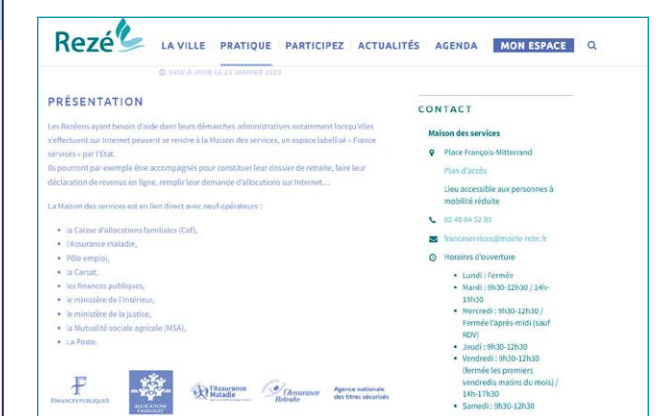 Rezé
LA VILLE PRATIQUE PARTICIPEZ ACTUALITÉS AGENDA MON ESPACE
MISE À JOUR LE 23 JANVIER 2023
PRÉSENTATION
Les Rezéens ayant besoin d'aide dans leurs démarches administratives notamment lorsqu'elles
s'effectuent sur Internet peuvent se rendre à la Maison des services, un espace labellisé « France
services » par l'État.
Ils pourront par exemple être accompagnés pour constituer leur dossier de retraite, faire leur
déclaration de revenus en ligne, remplir leur demande d'allocations sur Internet...
La Maison des services est en lien direct avec neuf opérateurs :
• la Caisse d'allocations familiales (Caf),
• l'Assurance maladie,
• Pôle emploi,
• la Carsat,
• les finances publiques,
• le ministère de l'intérieur,
• le ministère de la justice,
• la Mutualité sociale agricole (MSA),
• La Poste.
FINANCES PUBLIQUES
ALLOCATIONS
FAMILIALES
l'Assurance
Maladie
l'Assurance
Retraite
Agence nationale
des titres sécurisés
CONTACT
Maison des services
Place François-Mitterrand
Plan d'accès
Lieu accessible aux personnes à
mobilité réduite
02 40 84 52 80
franceservices@mairie-reze.fr
Horaires d'ouverture
• Lundi : Fermée
• Mardi : 9h30-12h30 / 14h-
18h30
• Mercredi : 9h30-12h30 /
Fermée l'après-midi (sauf
RDV)
• Jeudi : 9h30-12h30
• Vendredi : 9h30-12h30
(fermée les premiers
vendredis matins du mois) /
14h-17h30
• Samedi : 9h30-12h30